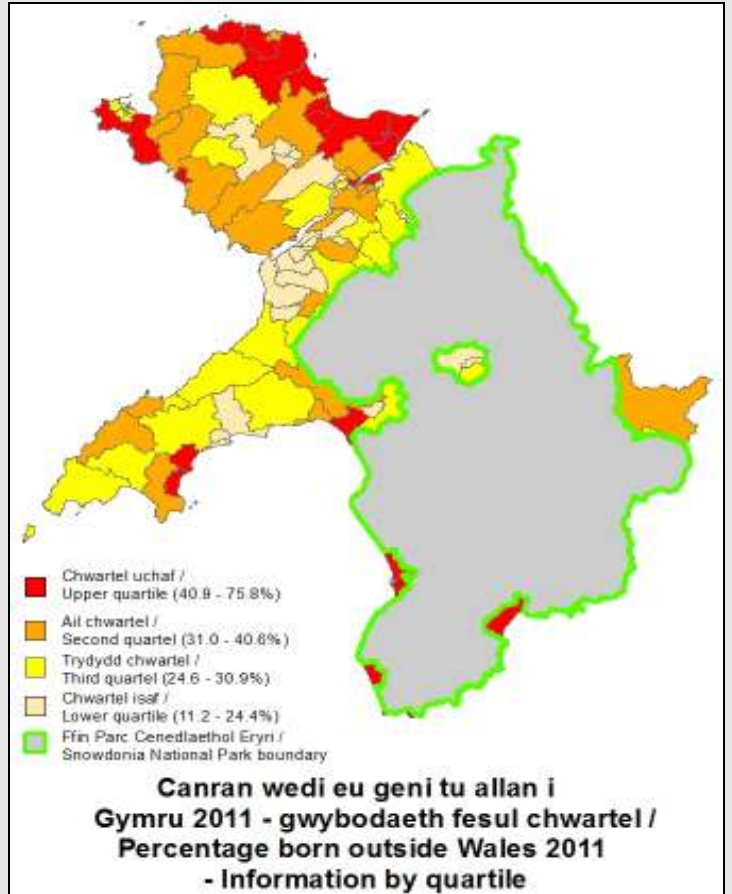 Chwartel uchaf /
Upper quartile (40.9 - 75.8%)
Ail chwartel /
Second quartel (31.0 - 40.6%)
Trydydd chwartel /
Third quartel (24.6 - 30.9%)
Chwartel isaf /
Lower quartile (11.2 - 24.4%)
Ffin Parc Cenedlaethol Eryri /
Snowdonia National Park boundary
Canran wedi eu geni tu allan i
Gymru 2011 - gwybodaeth fesul chwartel /
Percentage born outside Wales 2011
- Information by quartile